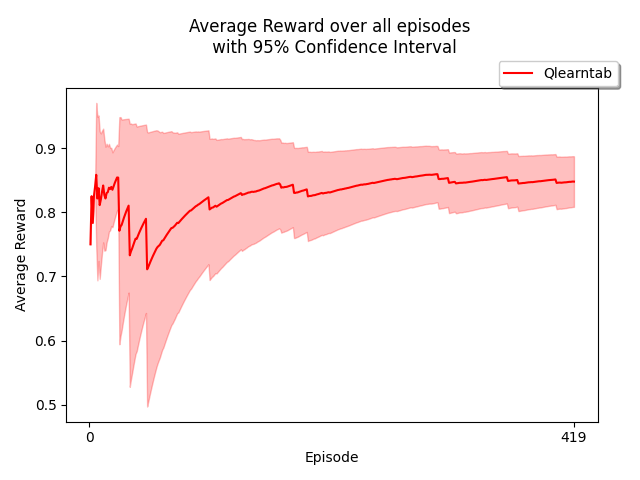 Average Reward over all episodes
with 95% Confidence Interval
Qlearntab
0.9
0.8
0.7
0.6
0.5
Average Reward
0
419
Episode